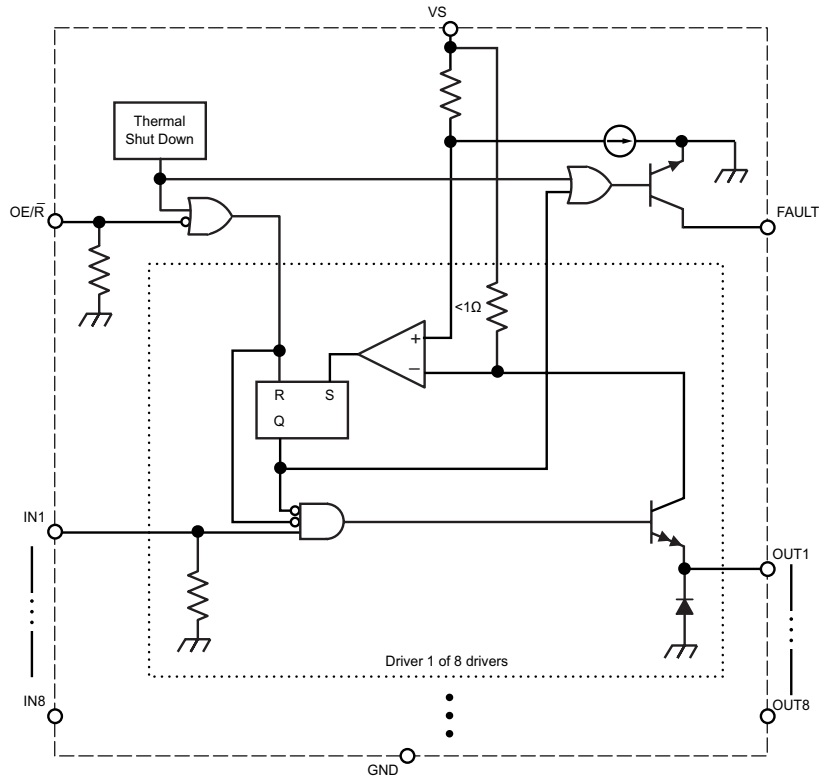 VS
Thermal
Shut Down
OE/R̅
FAULT
<1Ω
+
–
R S
Q
IN1
OUT1
Driver 1 of 8 drivers
IN8
OUT8
GND